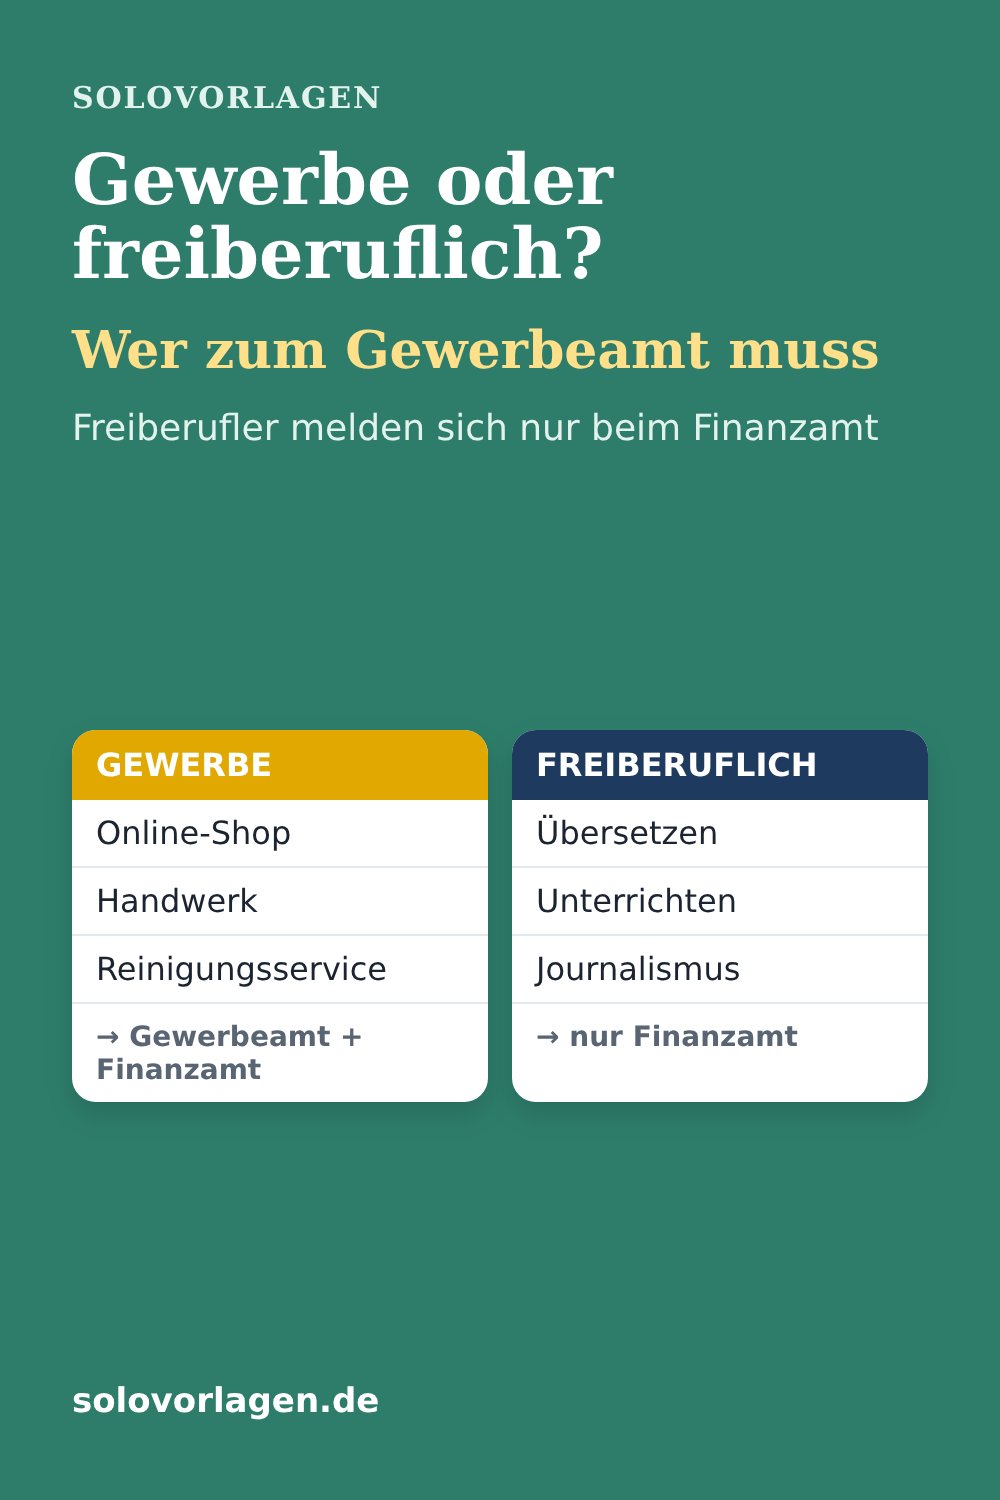 SOLOVORLAGEN
Gewerbe oder
freiberuflich?
Wer zum Gewerbeamt muss
Freiberufler melden sich nur beim Finanzamt
GEWERBE
Online-Shop
Handwerk
Reinigungsservice
→ Gewerbeamt +
Finanzamt
FREIBERUFLICH
Übersetzen
Unterrichten
Journalismus
→ nur Finanzamt
solovorlagen.de